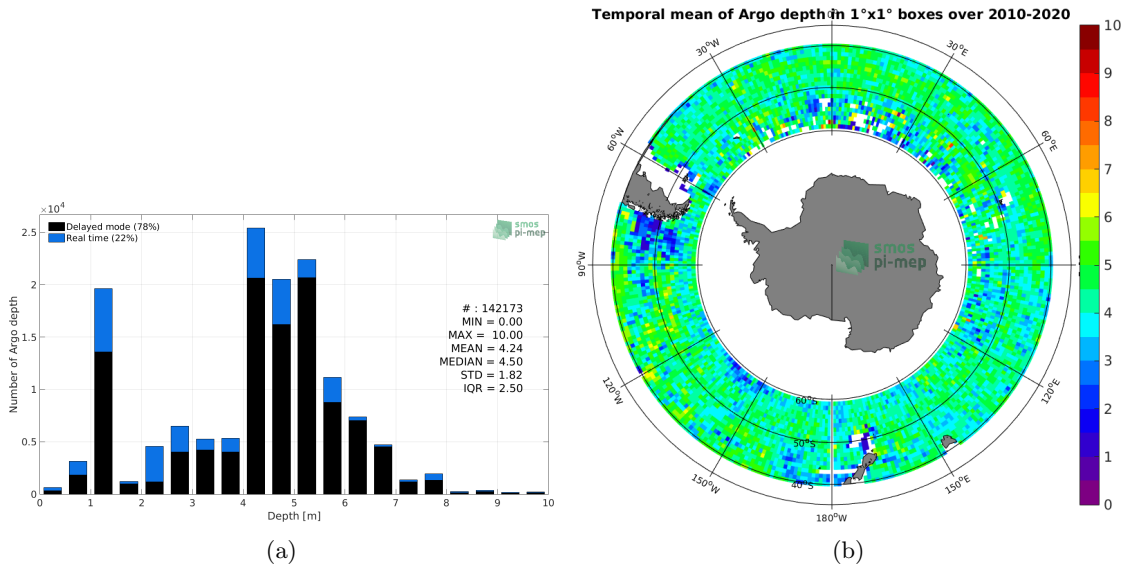 ×10⁴
Delayed mode (78%)
Real time (22%)
smos
pi-mep
2.5
2
1.5
1
0.5
0
Number of Argo depth
# : 142173
MIN = 0.00
MAX = 10.00
MEAN = 4.24
MEDIAN = 4.50
STD = 1.82
IQR = 2.50
0 1 2 3 4 5 6 7 8 9 10
Depth [m]
(a)
Temporal mean of Argo depth in 1°x1° boxes over 2010-2020
0°
30°W
30°E
60°W
60°E
90°W
smos
pi-mep
120°W
120°E
60°S
50°S
40°S
150°W
150°E
180°W
10
9
8
7
6
5
4
3
2
1
0
(b)